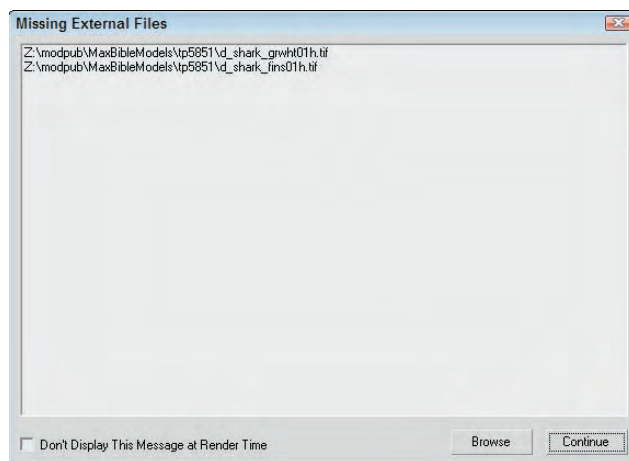 Missing External Files
Z:\modpub\MaxBibleModels\tp5851\d_shark_grwht01h.tif
Z:\modpub\MaxBibleModels\tp5851\d_shark_fins01h.tif
Don't Display This Message at Render Time
Browse
Continue